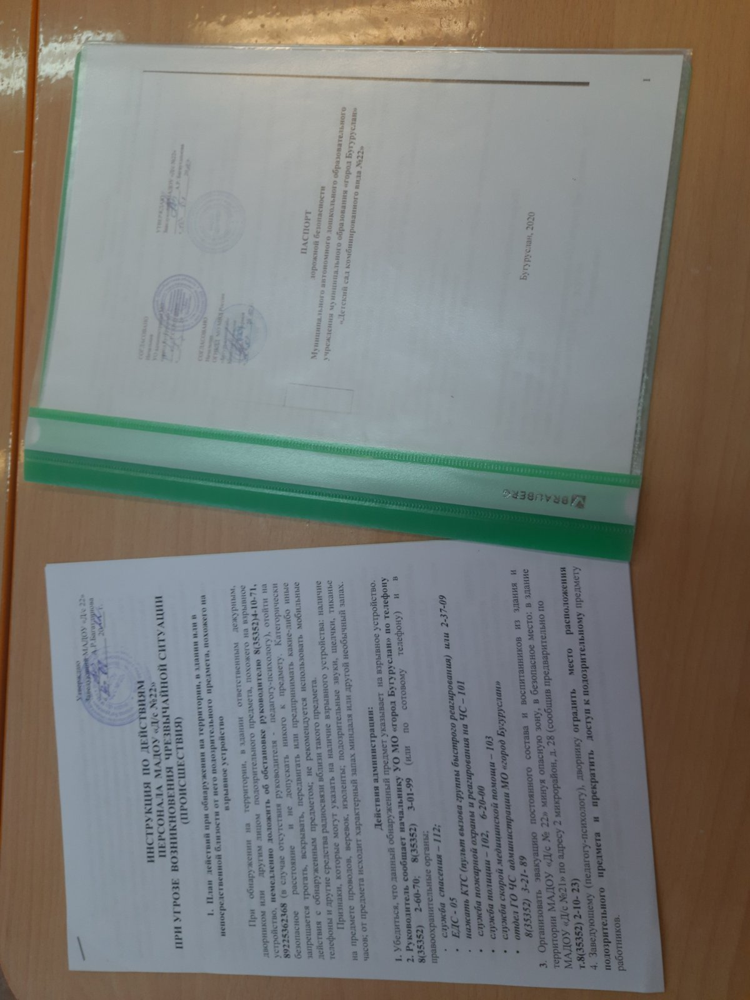 Утверждаю
Заведующий МАДОУ «Д/с 22»
А.Р.Багаутдинова
ИНСТРУКЦИЯ ПО ДЕЙСТВИЯМ
ПЕРСОНАЛА МАДОУ «Д/с №22»
ПРИ УГРОЗЕ ВОЗНИКНОВЕНИЯ ЧРЕЗВЫЧАЙНОЙ СИТУАЦИИ
(ПРОИСШЕСТВИЯ)
1. План действий при обнаружении на территории, в здании или в
непосредственной близости от него подозрительного предмета, похожего на
взрывное устройство
При обнаружении на территории, в здании ответственным дежурным,
дворником или другим лицом подозрительного предмета, похожего на взрывное
устройство, немедленно доложить об обстановке руководителю 8(35352)4-10-71,
89225362368 (в случае отсутствия руководителя - педагогу-психологу), отойти на
безопасное расстояние и не допускать никого к предмету. Категорически
запрещается трогать, вскрывать, передвигать или предпринимать какие-либо иные
действия с обнаруженным предметом; не рекомендуется использовать мобильные
телефоны и другие средства радиосвязи вблизи такого предмета.
Признаки, которые могут указать на наличие взрывного устройства: наличие
на предмете проводов, веревок, изоленты; подозрительные звуки, щелчки, тиканье
часов; от предмета исходит характерный запах миндаля или другой необычный запах.
Действия администрации:
1. Убедиться, что данный обнаруженный предмет указывает на взрывное устройство.
2. Руководитель сообщает начальнику УО МО «город Бугуруслан» по телефону
8(35352) 2-60-70; 8(35352) 3-01-99 (или по сотовому телефону) и в
правоохранительные органы;
• служба спасения – 112;
• ЕДС - 05
• нажать КТС (пульт вызова группы быстрого реагирования) или 2-37-09
• служба пожарной охраны и реагирования на ЧС – 101
• служба полиции – 102, 6-20-00
• служба скорой медицинской помощи – 103
• отдел ГО ЧС администрации МО «город Бугуруслан»
8(35352) 3-21- 89
3. Организовать эвакуацию постоянного состава и воспитанников из здания и
территории МАДОУ «Д/с № 22» минуя опасную зону, в безопасное место: в здание
МАДОУ «Д/с №21» по адресу 2 микрорайон, д. 28 (сообщив предварительно по
т.8(35352) 2-10- 23)
4. Заведующему (педагогу-психологу), дворнику оградить место расположения
подозрительного предмета и прекратить доступ к подозрительному предмету
работников.
BRAUBERG
СОГЛАСОВАНО
Начальник
СОГЛАСОВАНО
Начальник
УТВЕРЖДАЮ
МАДОУ «Д/с №22»
ПАСПОРТ
дорожной безопасности
Муниципального автономного дошкольного образовательного
учреждения муниципального образования «город Бугуруслан»
«Детский сад комбинированного вида №22»
Бугуруслан, 2020
1